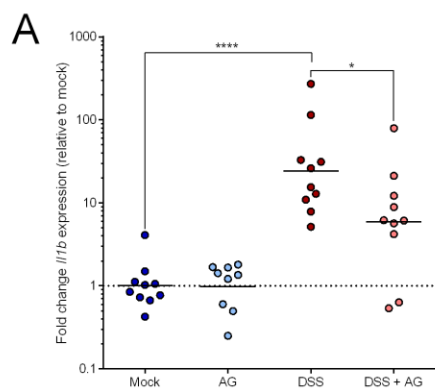 A
****
*
Fold change Il1b expression (relative to mock)
1000
100
10
1
0.1
Mock AG DSS DSS + AG